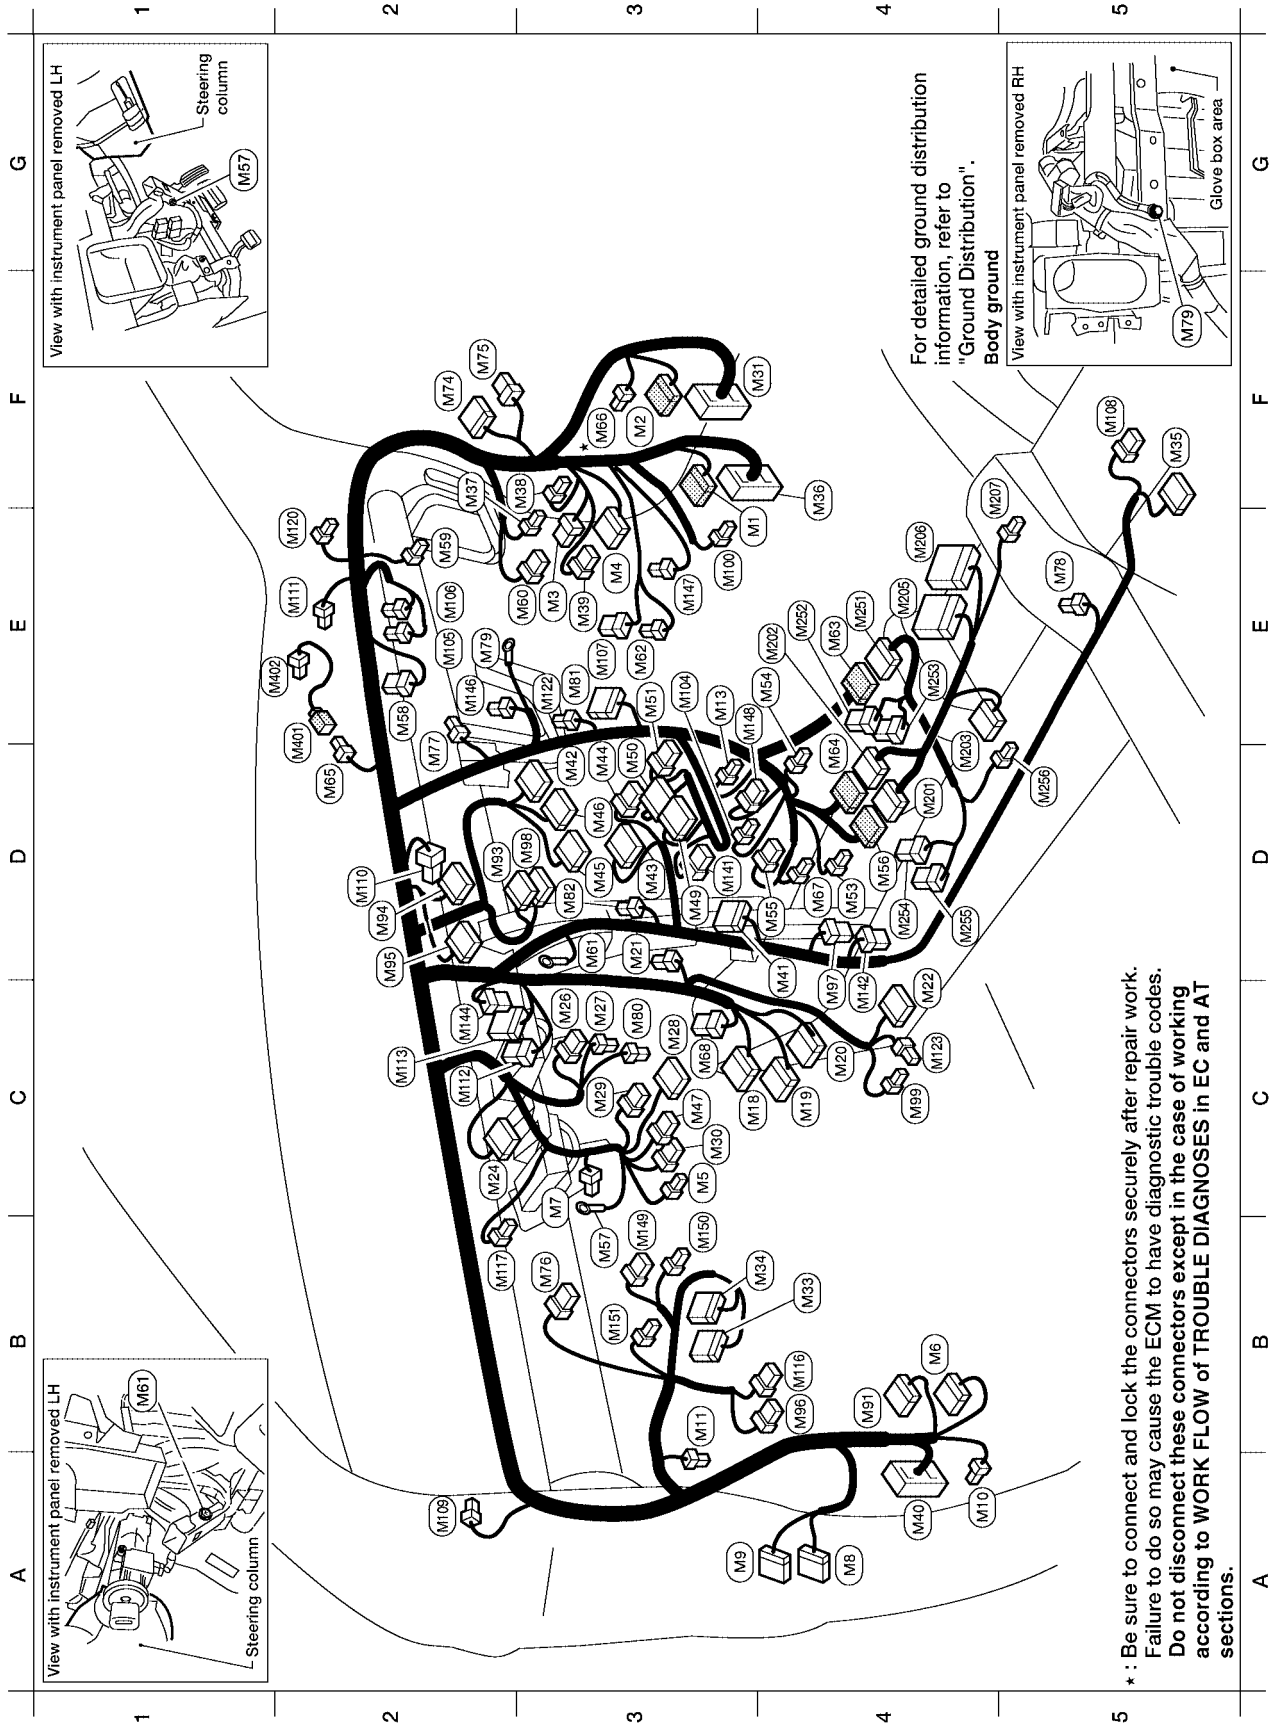 A
B
C
D
E
F
G
1
2
3
4
5
View with instrument panel removed LH
M61
Steering column
View with instrument panel removed LH
Steering
column
M57
M109
M117
M24
M112
M113
M144
M95
M94
M110
M65
M401
M402
M111
M120
M77
M58
M105
M106
M59
M146
M79
M60
M37
M38
M74
M75
M76
M7
M57
M149
M150
M151
M5
M30
M47
M29
M28
M80
M27
M26
M61
M21
M82
M98
M93
M45
M46
M42
M44
M43
M50
M51
M81
M122
M104
M13
M148
M54
M107
M62
M3
M39
M4
M147
M100
M1
M36
M66
★
M2
M31
M9
M8
M11
M96
M116
M33
M34
M40
M10
M91
M6
M18
M19
M68
M20
M99
M123
M22
M41
M97
M142
M49
M141
M55
M67
M53
M56
M254
M255
M201
M64
M203
M253
M202
M252
M63
M251
M205
M206
M207
M256
M78
M108
M35
For detailed ground distribution
information, refer to
"Ground Distribution".
Body ground
View with instrument panel removed RH
M79
Glove box area
★ : Be sure to connect and lock the connectors securely after repair work.
Failure to do so may cause the ECM to have diagnostic trouble codes.
Do not disconnect these connectors except in the case of working
according to WORK FLOW of TROUBLE DIAGNOSES in EC and AT
sections.
1
2
3
4
5
A
B
C
D
E
F
G